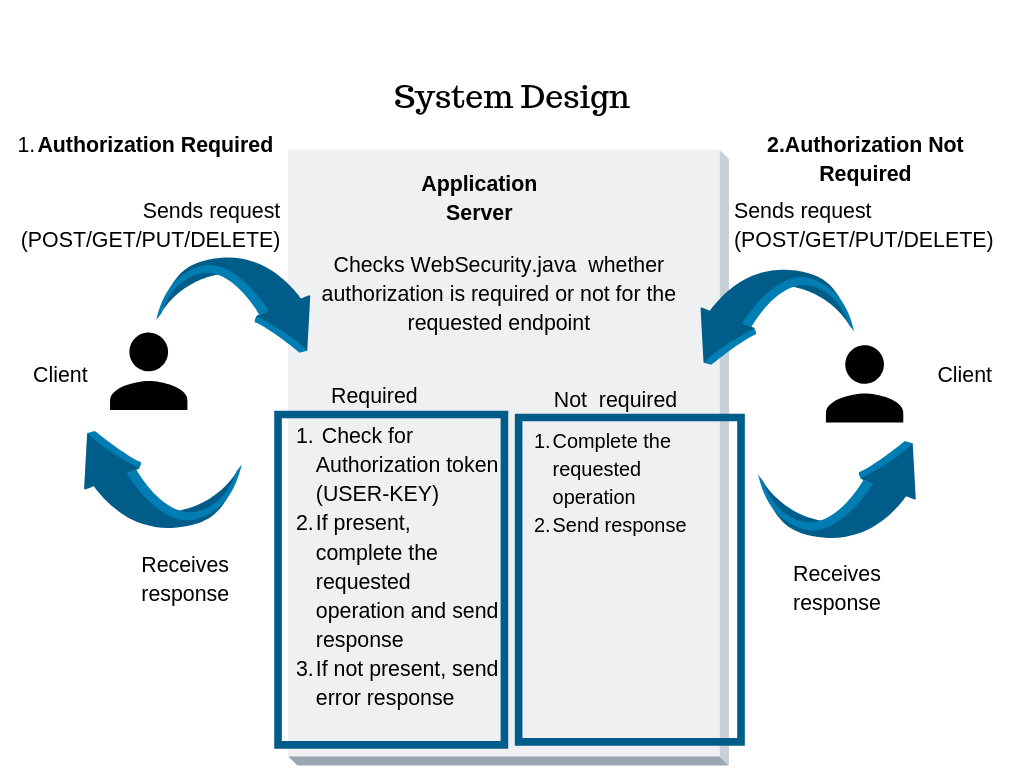 System Design
1. Authorization Required
2.Authorization Not
Required
Sends request
(POST/GET/PUT/DELETE)
Application
Server
Sends request
(POST/GET/PUT/DELETE)
Checks WebSecurity.java  whether
authorization is required or not for the
requested endpoint
Client
Client
Required
Not  required
1. Check for
Authorization token
(USER-KEY)
2. If present,
complete the
requested
operation and send
response
3. If not present, send
error response
1. Complete the
requested
operation
2. Send response
Receives
response
Receives
response